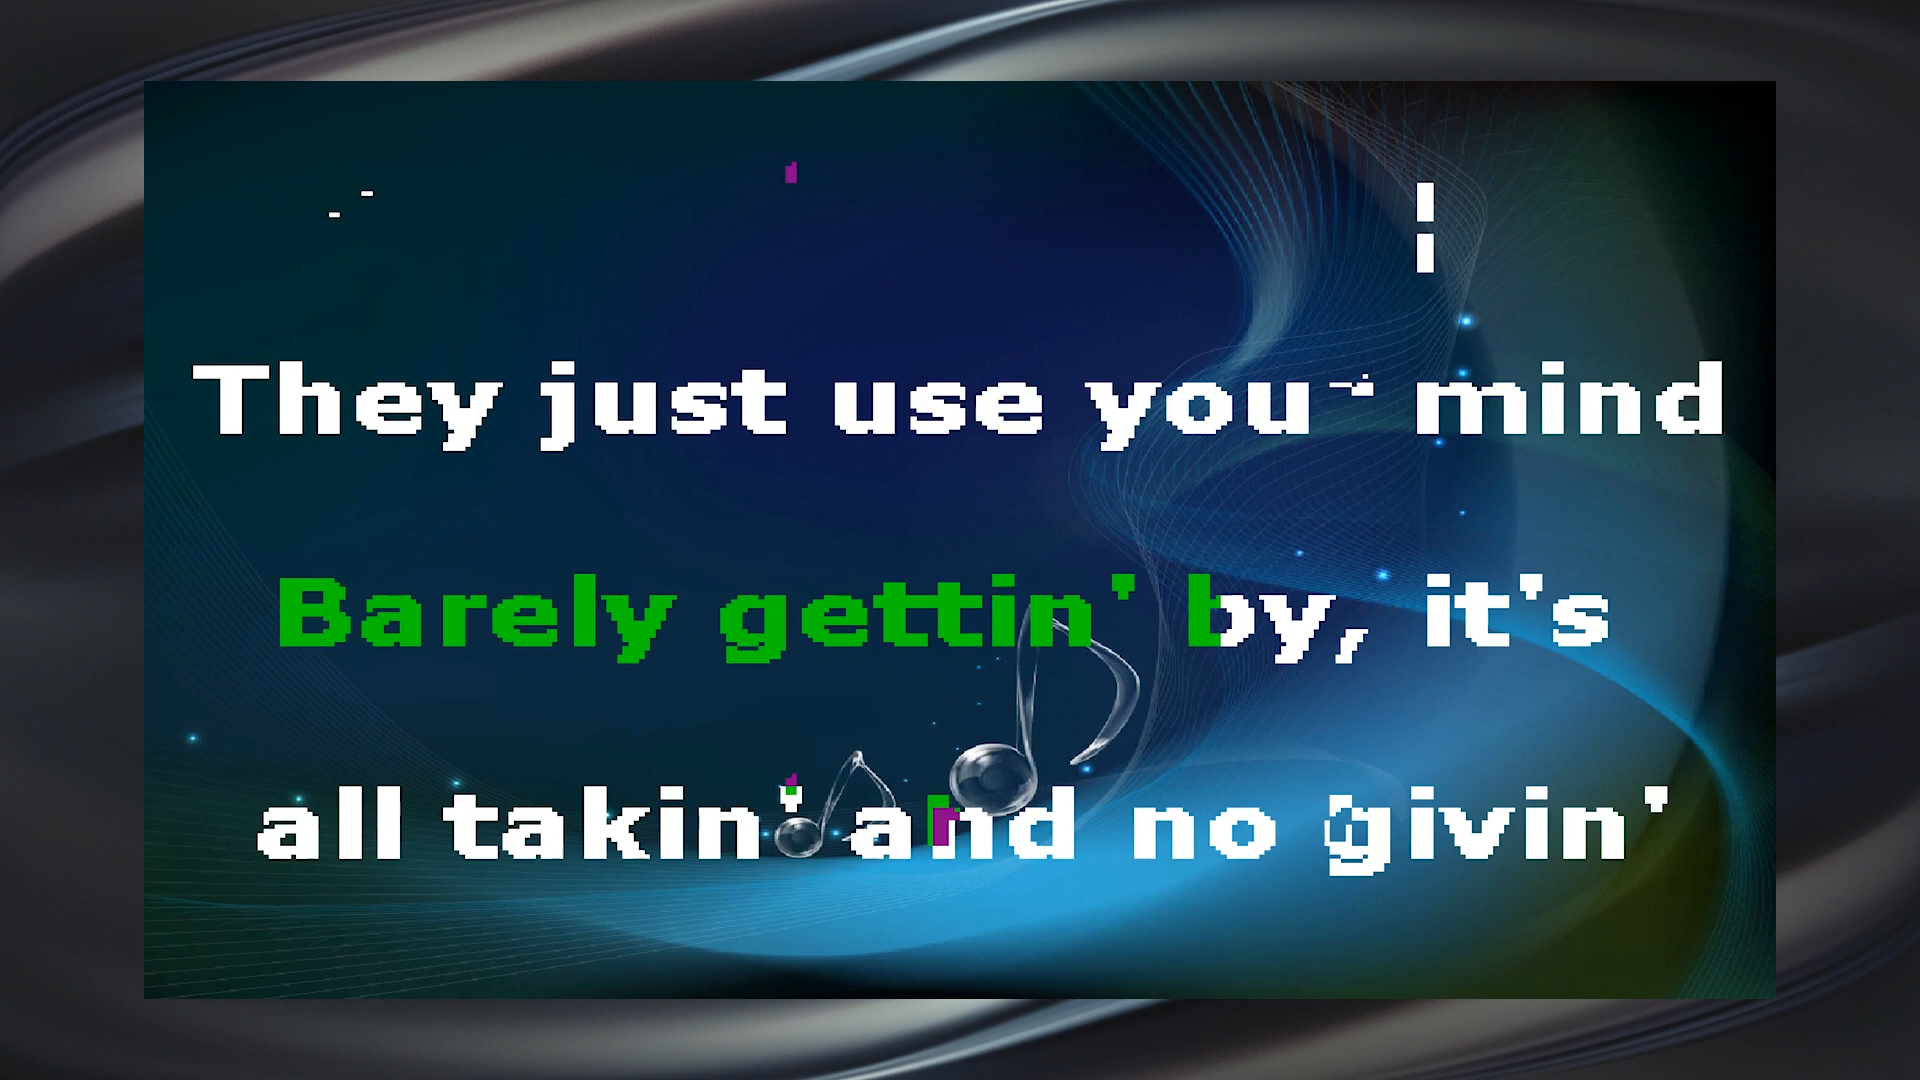 They just use you mind
Barely gettin' by, it's
all takin' and no givin'